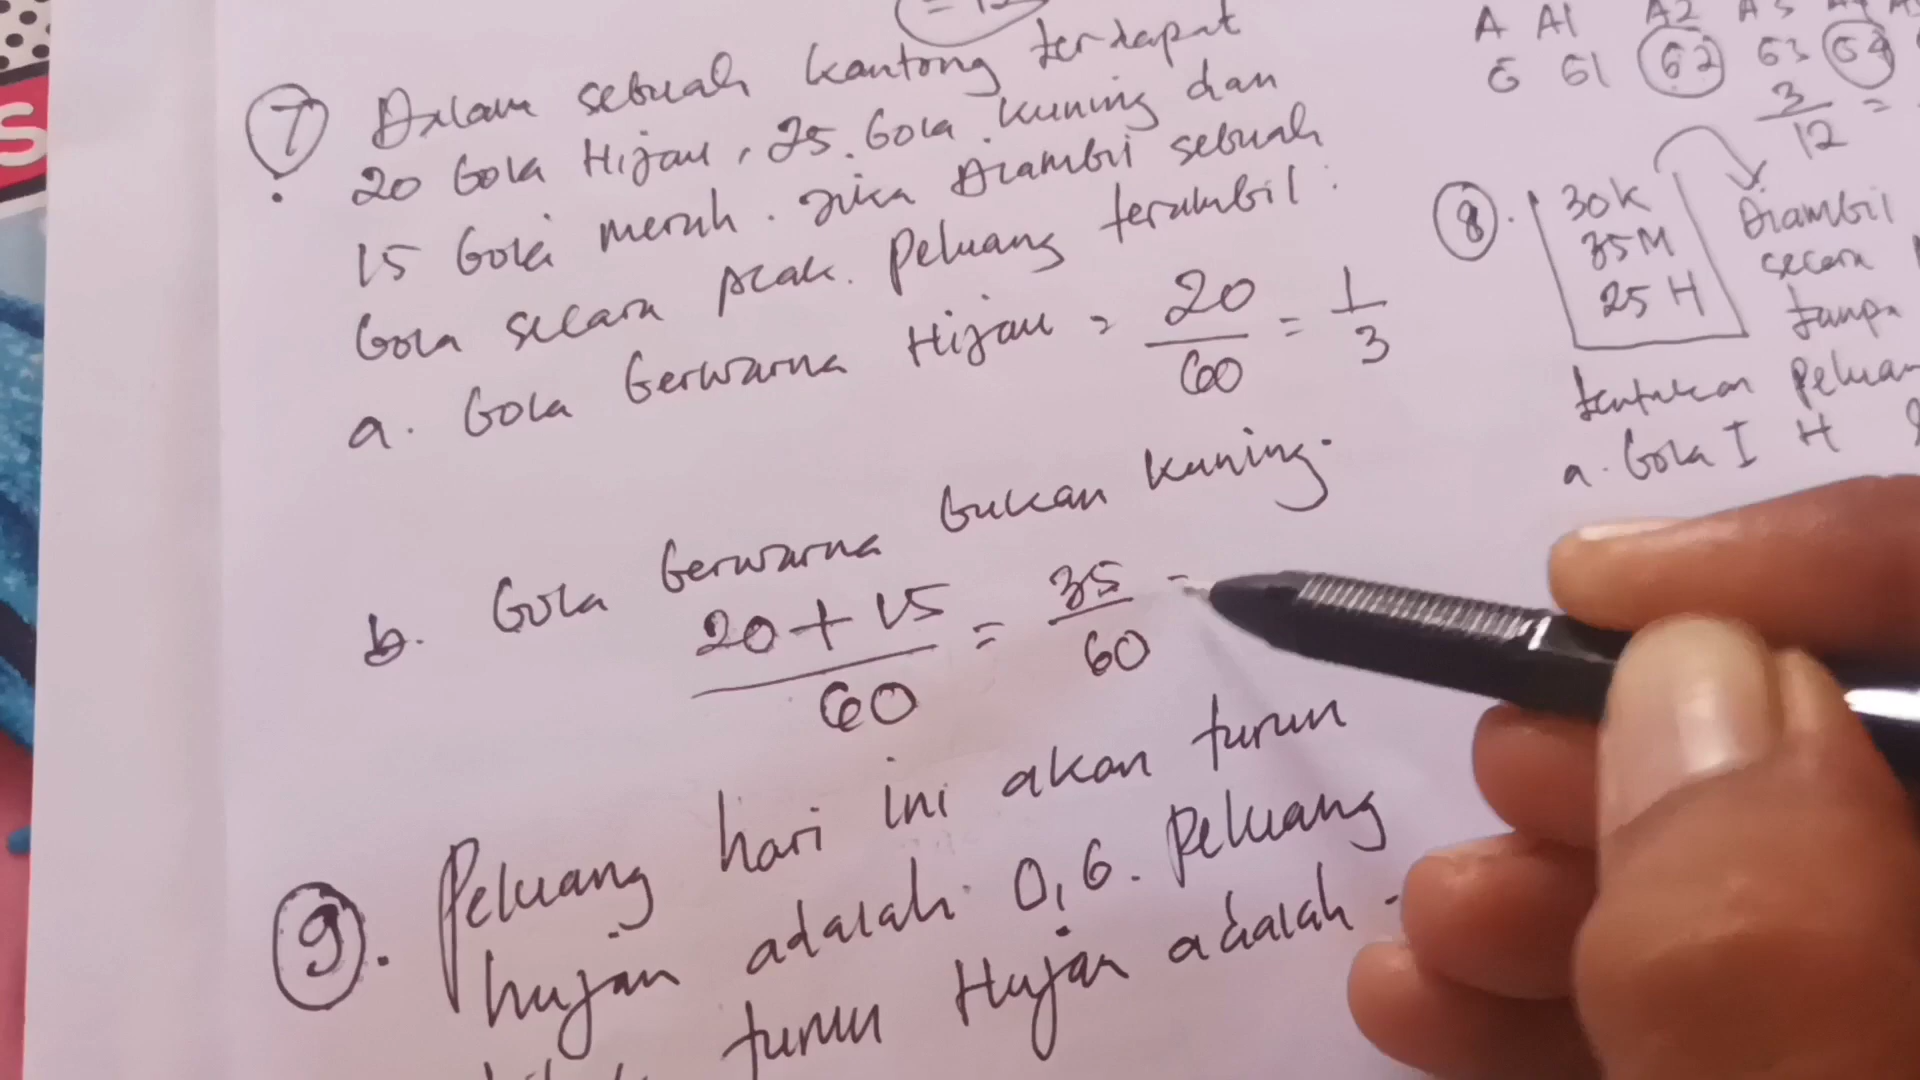 = 12
7 Dalam sebuah kantong terdapat
20 bola Hijau, 25 bola kuning dan
15 bola merah. Jika Diambil sebuah
bola secara Acak. Peluang terambil:
a. bola berwarna Hijau = 20/60 = 1/3
b. bola berwarna bukan kuning.
20 + 15 / 60 = 35/60 =
9. Peluang hari ini akan turun
hujan adalah 0,6. Peluang
turun Hujan adalah
A A1 A2 A3 A4
G G1 G2 G3 G4
3/12 =
8. 30K
35M
25 H
Diambil
secara
tanpa
tentukan
a. bola I H
S